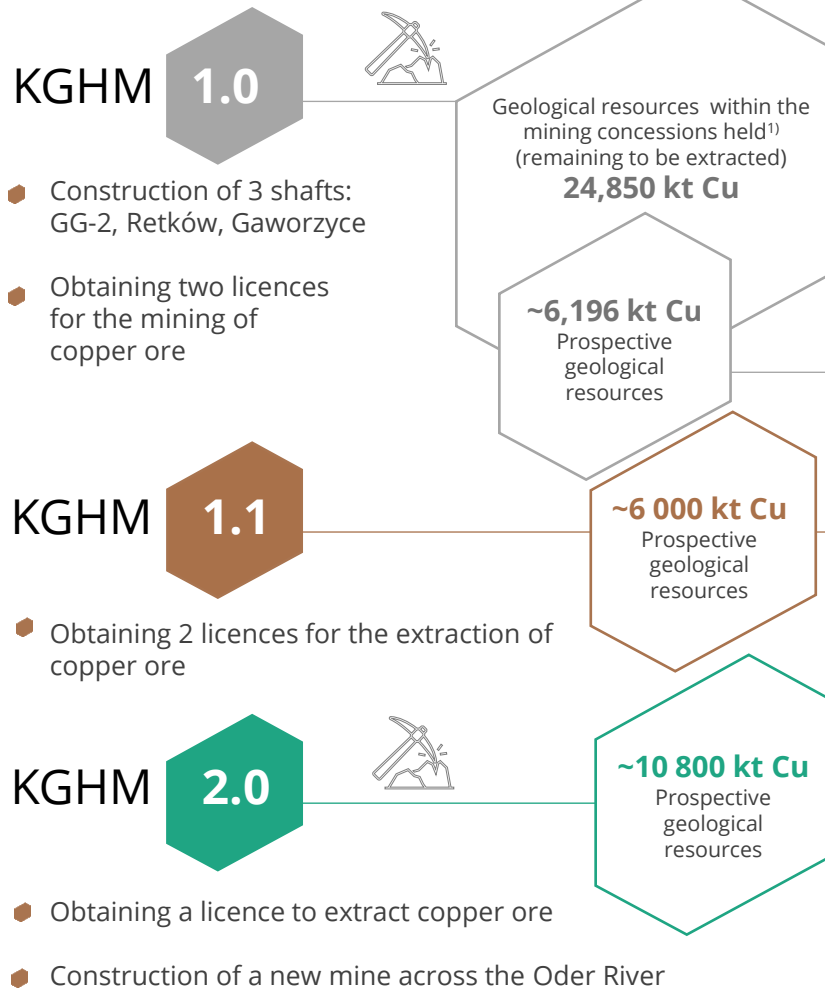 KGHM 1.0
Geological resources within the
mining concessions held1)
(remaining to be extracted)
24,850 kt Cu
Construction of 3 shafts:
GG-2, Retków, Gaworzyce
Obtaining two licences
for the mining of
copper ore
~6,196 kt Cu
Prospective
geological
resources
KGHM 1.1
~6 000 kt Cu
Prospective
geological
resources
Obtaining 2 licences for the extraction of
copper ore
KGHM 2.0
~10 800 kt Cu
Prospective
geological
resources
Obtaining a licence to extract copper ore
Construction of a new mine across the Oder River